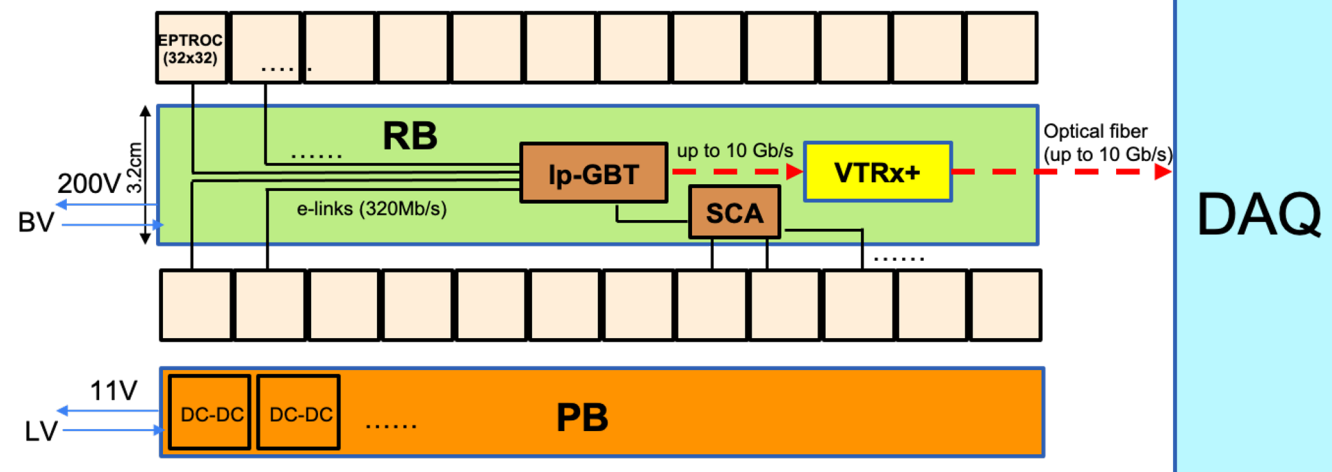 EPTROC
(32x32)
......
RB
......
3.2cm
lp-GBT
up to 10 Gb/s
VTRx+
Optical fiber
(up to 10 Gb/s)
DAQ
200V
BV
e-links (320Mb/s)
SCA
......
11V
LV
DC-DC
DC-DC
......
PB